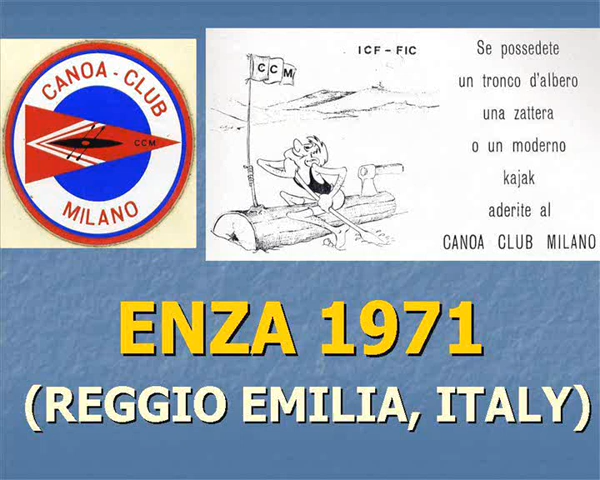 CANOA - CLUB
CCM
MILANO
ICF - FIC
CCM
Se possedete
un tronco d'albero
una zattera
o un moderno
kajak
aderite al
CANOA CLUB MILANO
ENZA 1971
(REGGIO EMILIA, ITALY)